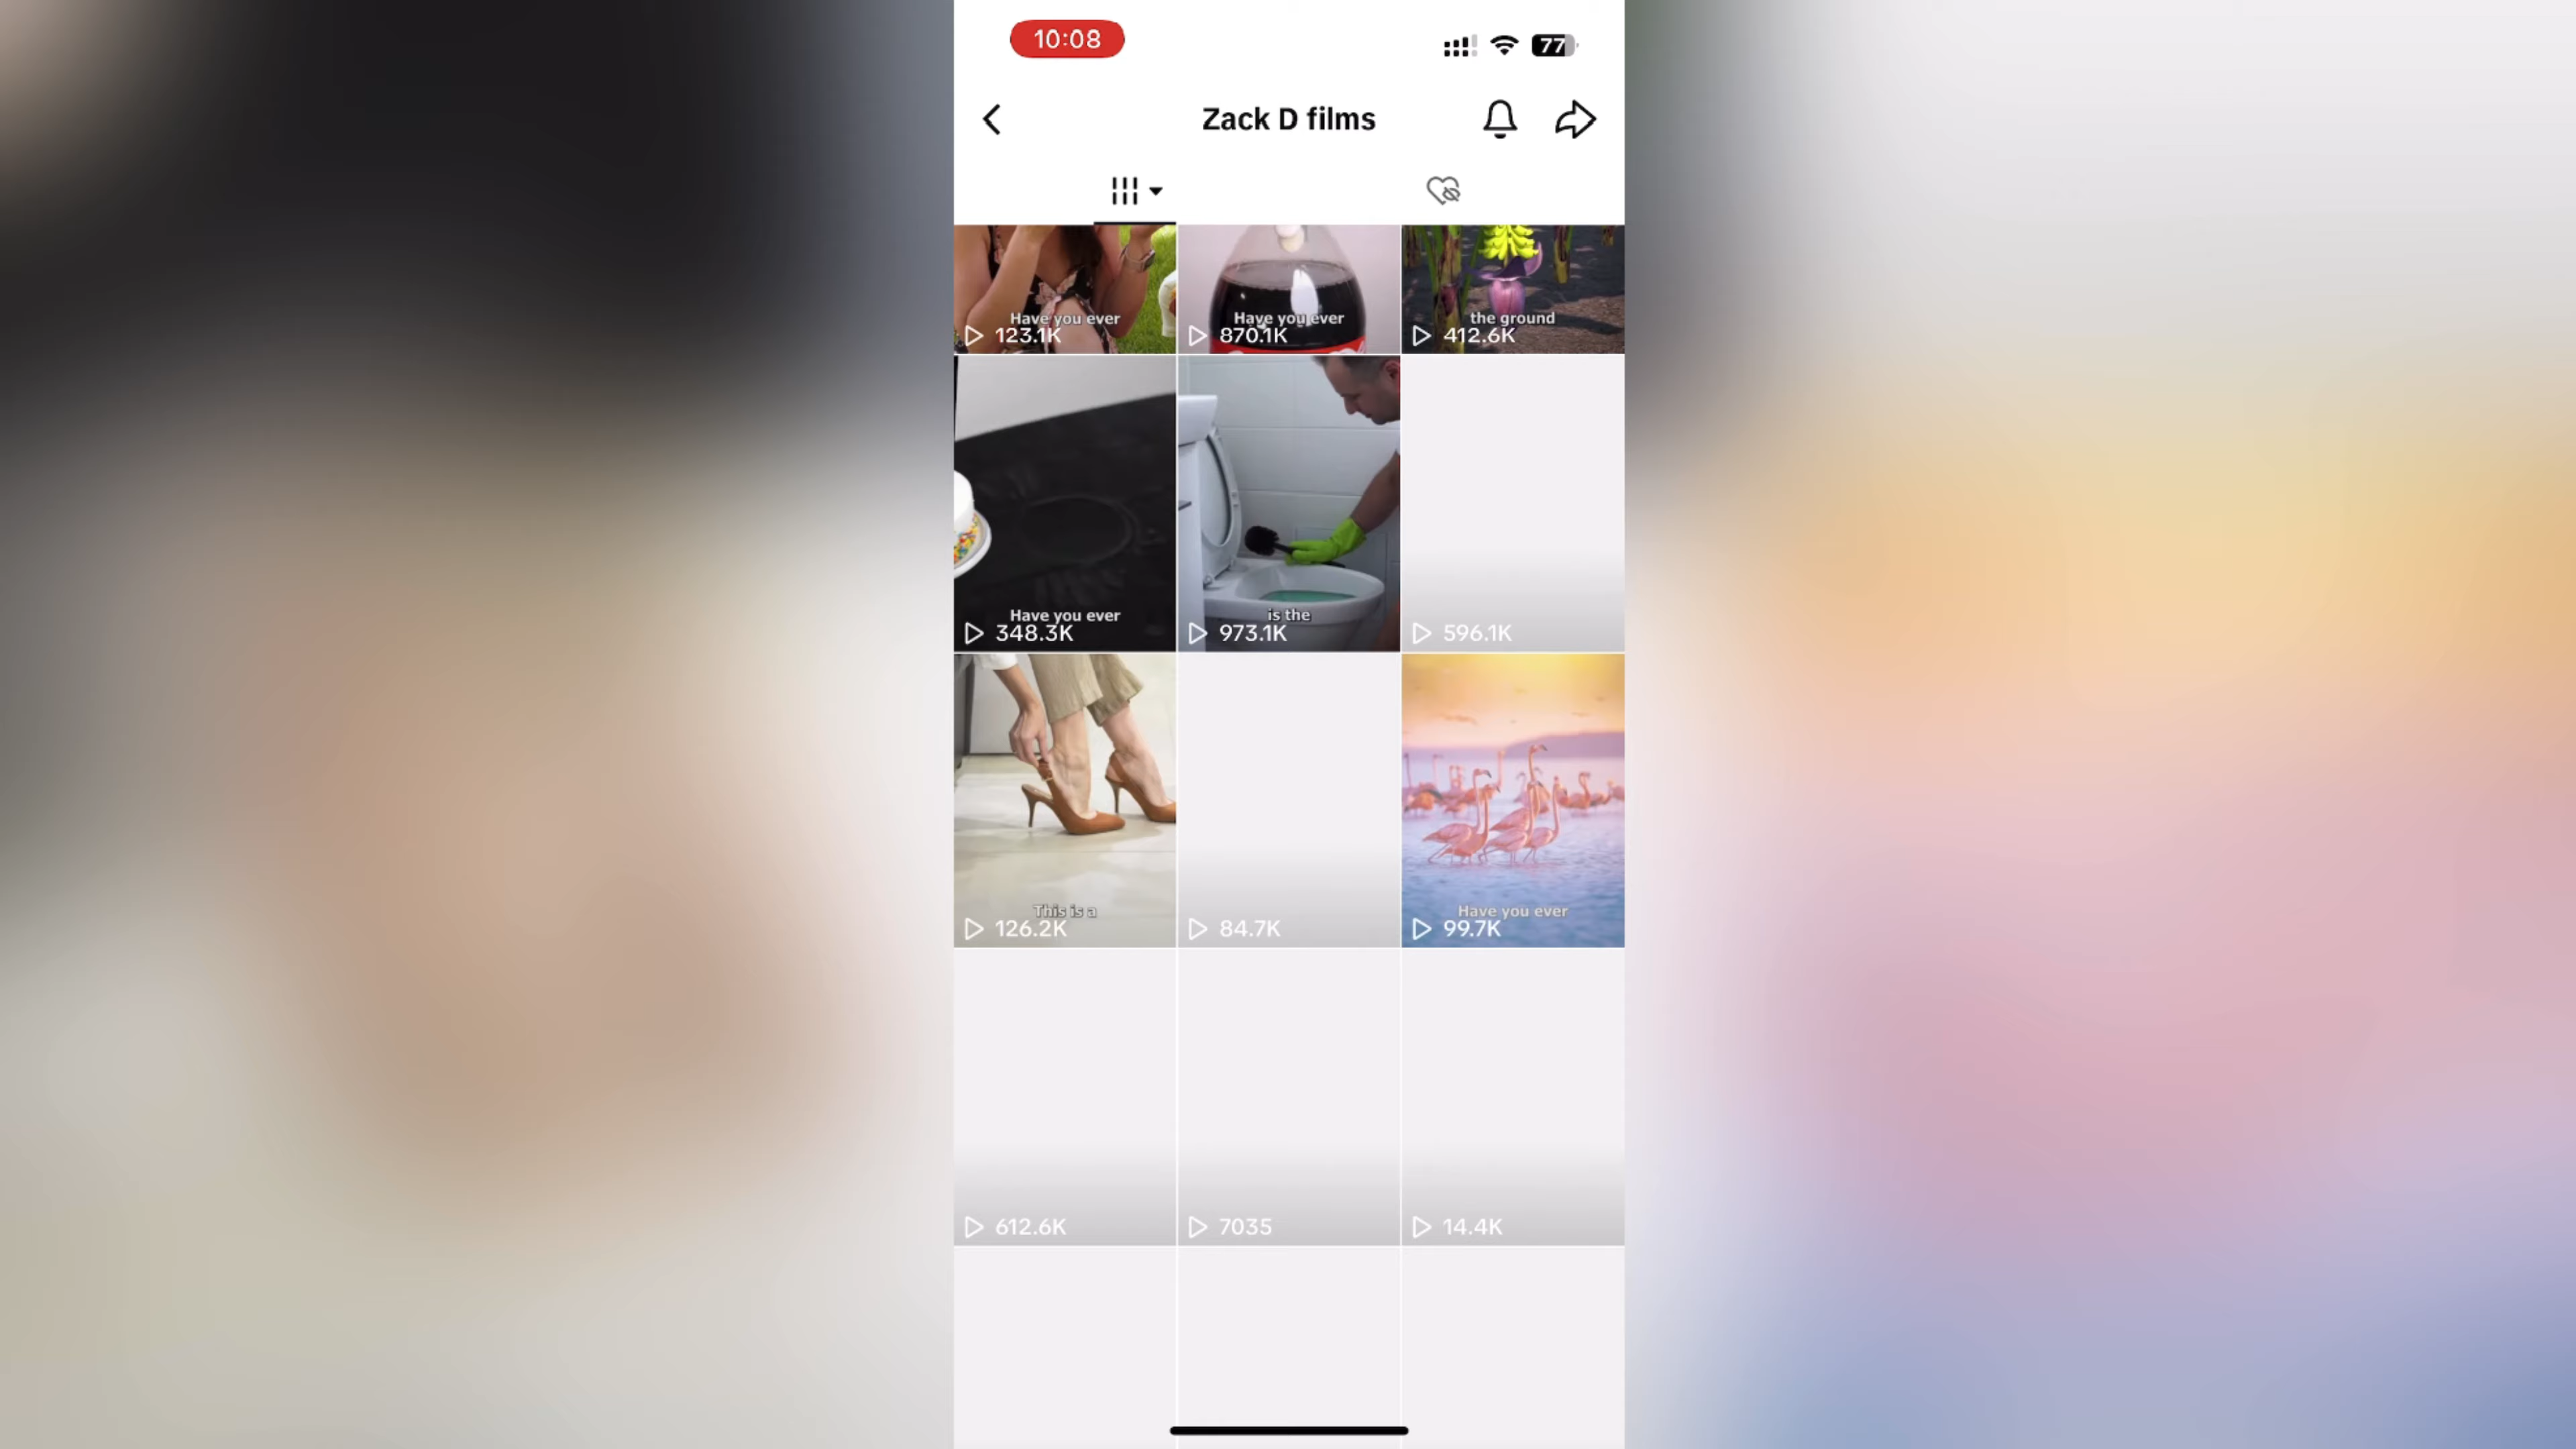 10:08
77
Zack D films
Have you ever
123.1K
Have you ever
870.1K
the ground
412.6K
Have you ever
348.3K
is the
973.1K
596.1K
This is a
126.2K
84.7K
Have you ever
99.7K
612.6K
7035
14.4K